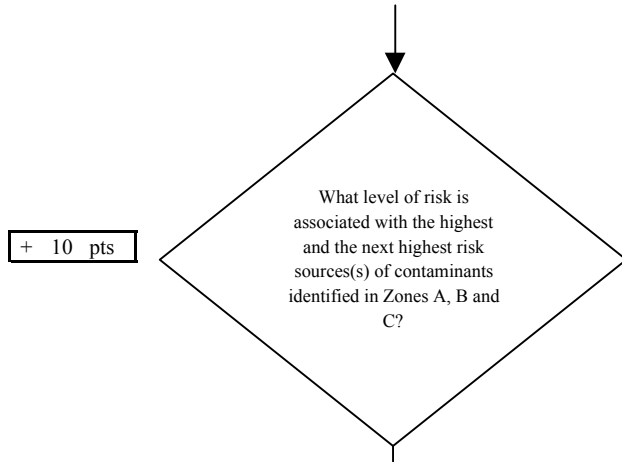 What level of risk is
associated with the highest
and the next highest risk
sources(s) of contaminants
identified in Zones A, B and
C?
+ 10 pts